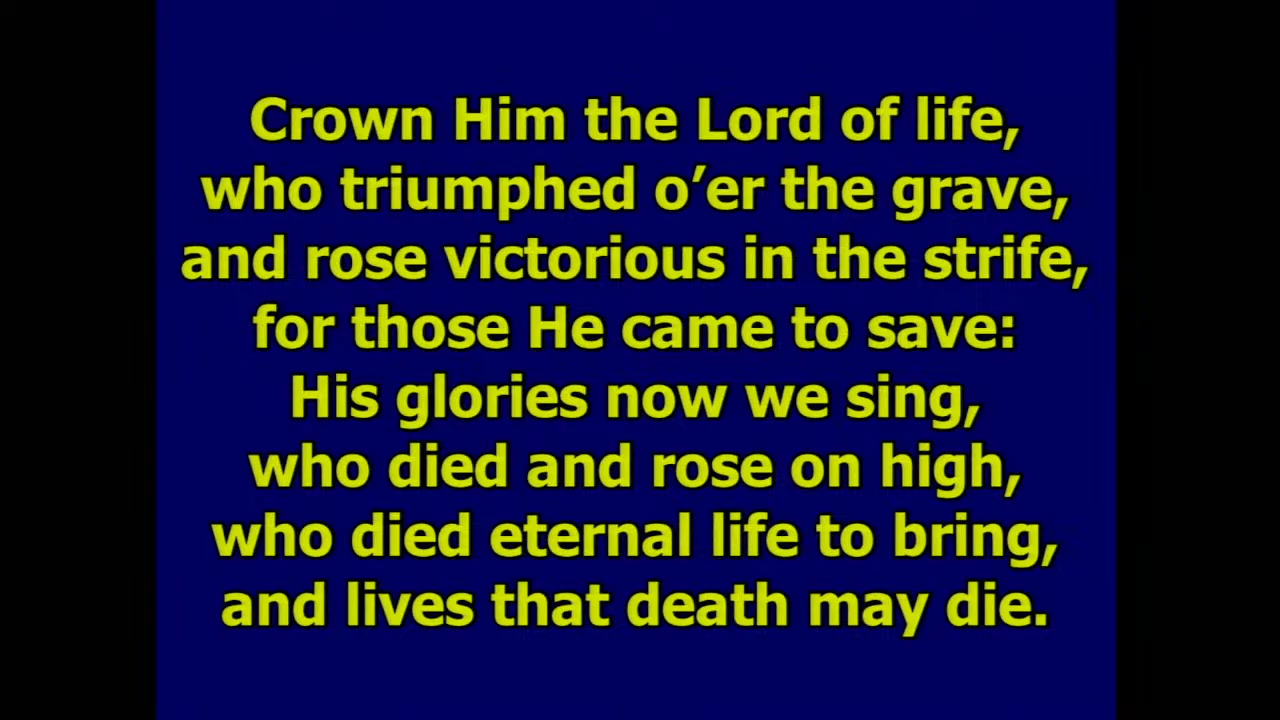 Crown Him the Lord of life,
who triumphed o’er the grave,
and rose victorious in the strife,
for those He came to save:
His glories now we sing,
who died and rose on high,
who died eternal life to bring,
and lives that death may die.